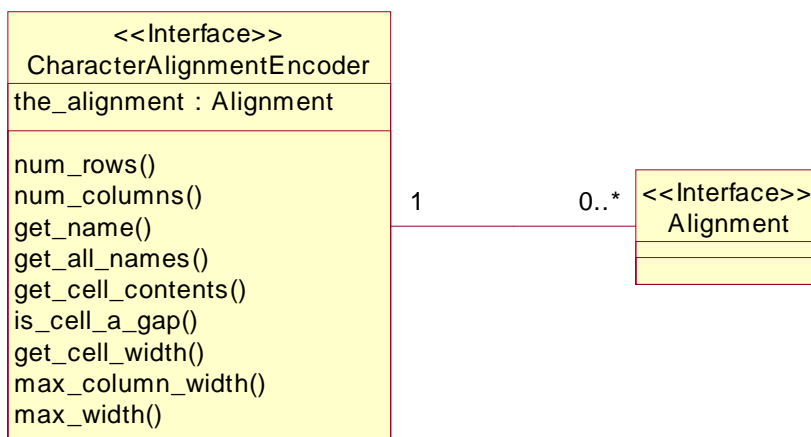 <<Interface>>
CharacterAlignmentEncoder
the_alignment : Alignment
num_rows()
num_columns()
get_name()
get_all_names()
get_cell_contents()
is_cell_a_gap()
get_cell_width()
max_column_width()
max_width()
1
0..*
<<Interface>>
Alignment